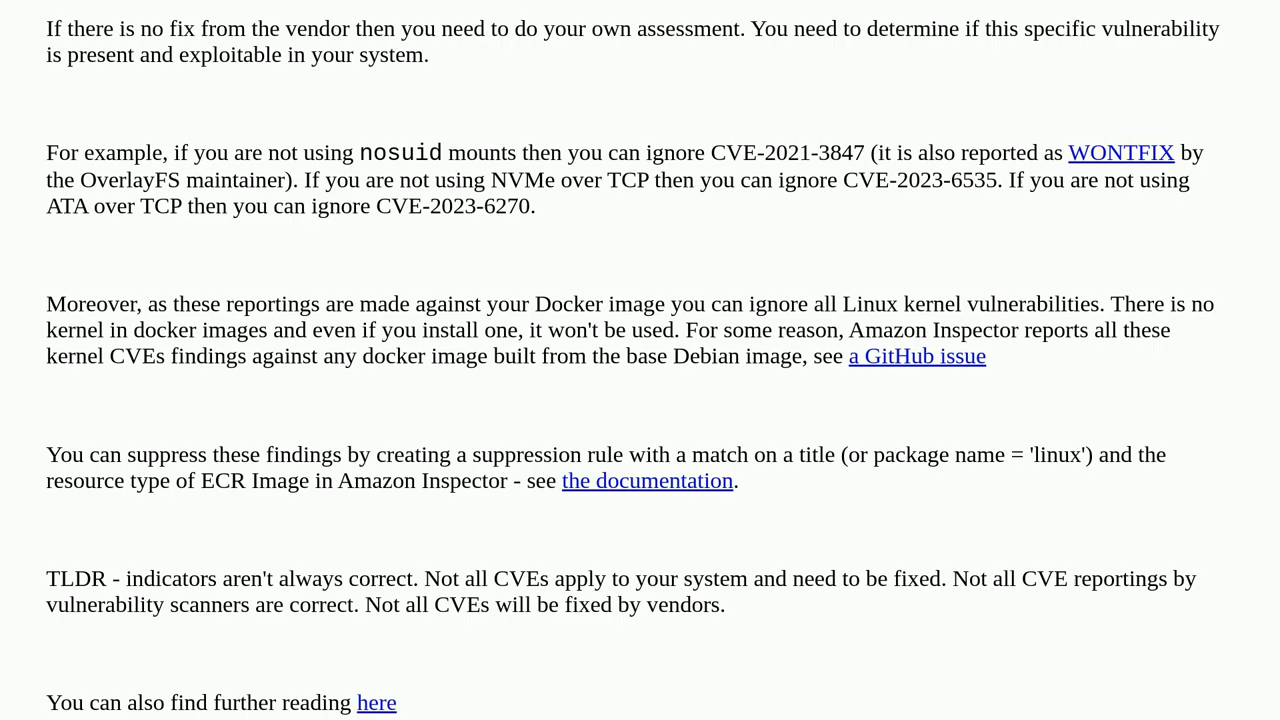 If there is no fix from the vendor then you need to do your own assessment. You need to determine if this specific vulnerability
is present and exploitable in your system.
For example, if you are not using nosuid mounts then you can ignore CVE-2021-3847 (it is also reported as WONTFIX by
the OverlayFS maintainer). If you are not using NVMe over TCP then you can ignore CVE-2023-6535. If you are not using
ATA over TCP then you can ignore CVE-2023-6270.
Moreover, as these reportings are made against your Docker image you can ignore all Linux kernel vulnerabilities. There is no
kernel in docker images and even if you install one, it won't be used. For some reason, Amazon Inspector reports all these
kernel CVEs findings against any docker image built from the base Debian image, see a GitHub issue
You can suppress these findings by creating a suppression rule with a match on a title (or package name = 'linux') and the
resource type of ECR Image in Amazon Inspector - see the documentation.
TLDR - indicators aren't always correct. Not all CVEs apply to your system and need to be fixed. Not all CVE reportings by
vulnerability scanners are correct. Not all CVEs will be fixed by vendors.
You can also find further reading here